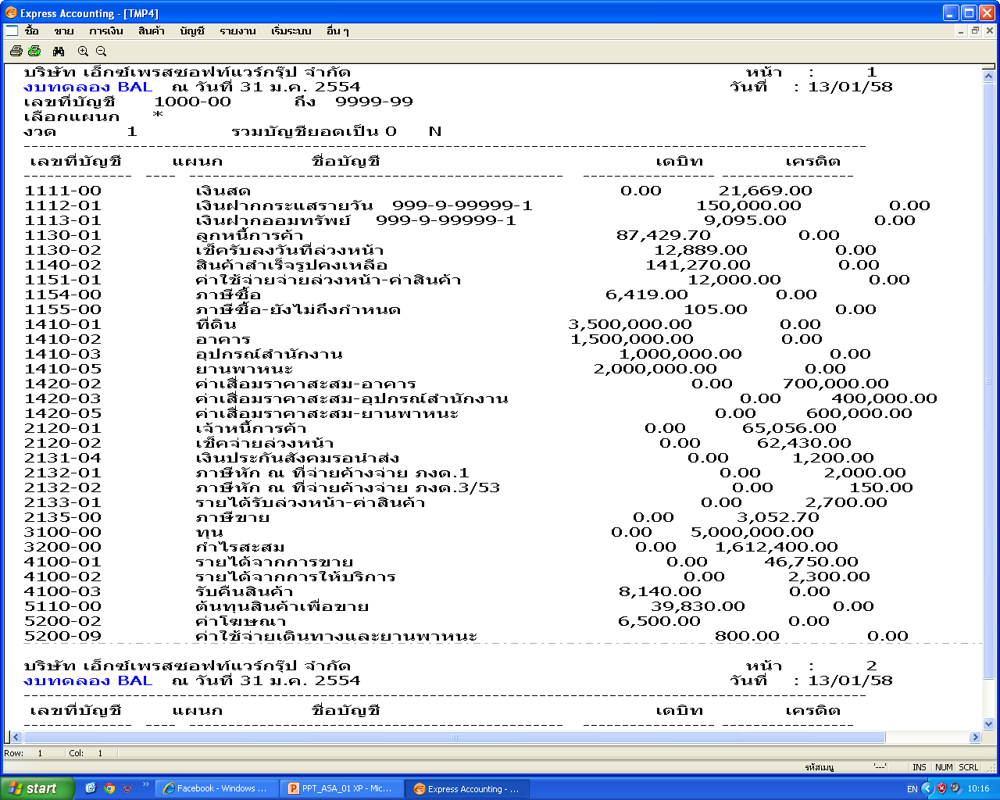 Express Accounting - [TMP4]
ซื้อ ขาย การเงิน สินค้า บัญชี รายงาน เริ่มระบบ อื่น ๆ
บริษัท เอ็กซ์เพรสซอฟท์แวร์กรุ๊ป จำกัด หน้า : 1
งบทดลอง BAL ณ วันที่ 31 ม.ค. 2554 วันที่ : 13/01/58
เลขที่บัญชี 1000-00 ถึง 9999-99
เลือกแผนก *
งวด 1 รวมบัญชียอดเป็น 0 N
เลขที่บัญชี แผนก ชื่อบัญชี เดบิท เครดิต
1111-00 เงินสด 0.00 21,669.00
1112-01 เงินฝากกระแสรายวัน 999-9-99999-1 150,000.00 0.00
1113-01 เงินฝากออมทรัพย์ 999-9-99999-1 9,095.00 0.00
1130-01 ลูกหนี้การค้า 87,429.70 0.00
1130-02 เช็ครับลงวันที่ล่วงหน้า 12,889.00 0.00
1140-02 สินค้าสำเร็จรูปคงเหลือ 141,270.00 0.00
1151-01 ค่าใช้จ่ายจ่ายล่วงหน้า-ค่าสินค้า 12,000.00 0.00
1154-00 ภาษีซื้อ 6,419.00 0.00
1155-00 ภาษีซื้อ-ยังไม่ถึงกำหนด 105.00 0.00
1410-01 ที่ดิน 3,500,000.00 0.00
1410-02 อาคาร 1,500,000.00 0.00
1410-03 อุปกรณ์สำนักงาน 1,000,000.00 0.00
1410-05 ยานพาหนะ 2,000,000.00 0.00
1420-02 ค่าเสื่อมราคาสะสม-อาคาร 0.00 700,000.00
1420-03 ค่าเสื่อมราคาสะสม-อุปกรณ์สำนักงาน 0.00 400,000.00
1420-05 ค่าเสื่อมราคาสะสม-ยานพาหนะ 0.00 600,000.00
2120-01 เจ้าหนี้การค้า 0.00 65,056.00
2120-02 เช็คจ่ายล่วงหน้า 0.00 62,430.00
2131-04 เงินประกันสังคมรอนำส่ง 0.00 1,200.00
2132-01 ภาษีหัก ณ ที่จ่ายค้างจ่าย ภงด.1 0.00 2,000.00
2132-02 ภาษีหัก ณ ที่จ่ายค้างจ่าย ภงด.3/53 0.00 150.00
2133-01 รายได้รับล่วงหน้า-ค่าสินค้า 0.00 2,700.00
2135-00 ภาษีขาย 0.00 3,052.70
3100-00 ทุน 0.00 5,000,000.00
3200-00 กำไรสะสม 0.00 1,612,400.00
4100-01 รายได้จากการขาย 0.00 46,750.00
4100-02 รายได้จากการให้บริการ 0.00 2,300.00
4100-03 รับคืนสินค้า 8,140.00 0.00
5110-00 ต้นทุนสินค้าเพื่อขาย 39,830.00 0.00
5200-02 ค่าโฆษณา 6,500.00 0.00
5200-09 ค่าใช้จ่ายเดินทางและยานพาหนะ 800.00 0.00
บริษัท เอ็กซ์เพรสซอฟท์แวร์กรุ๊ป จำกัด หน้า : 2
งบทดลอง BAL ณ วันที่ 31 ม.ค. 2554 วันที่ : 13/01/58
เลขที่บัญชี แผนก ชื่อบัญชี เดบิท เครดิต
Row: 1 Col: 1
รหัสเมนู '---' INS NUM SCRL
start Facebook - Windows ... PPT_ASA_01 XP - Mic... Express Accounting - ... EN 10:16